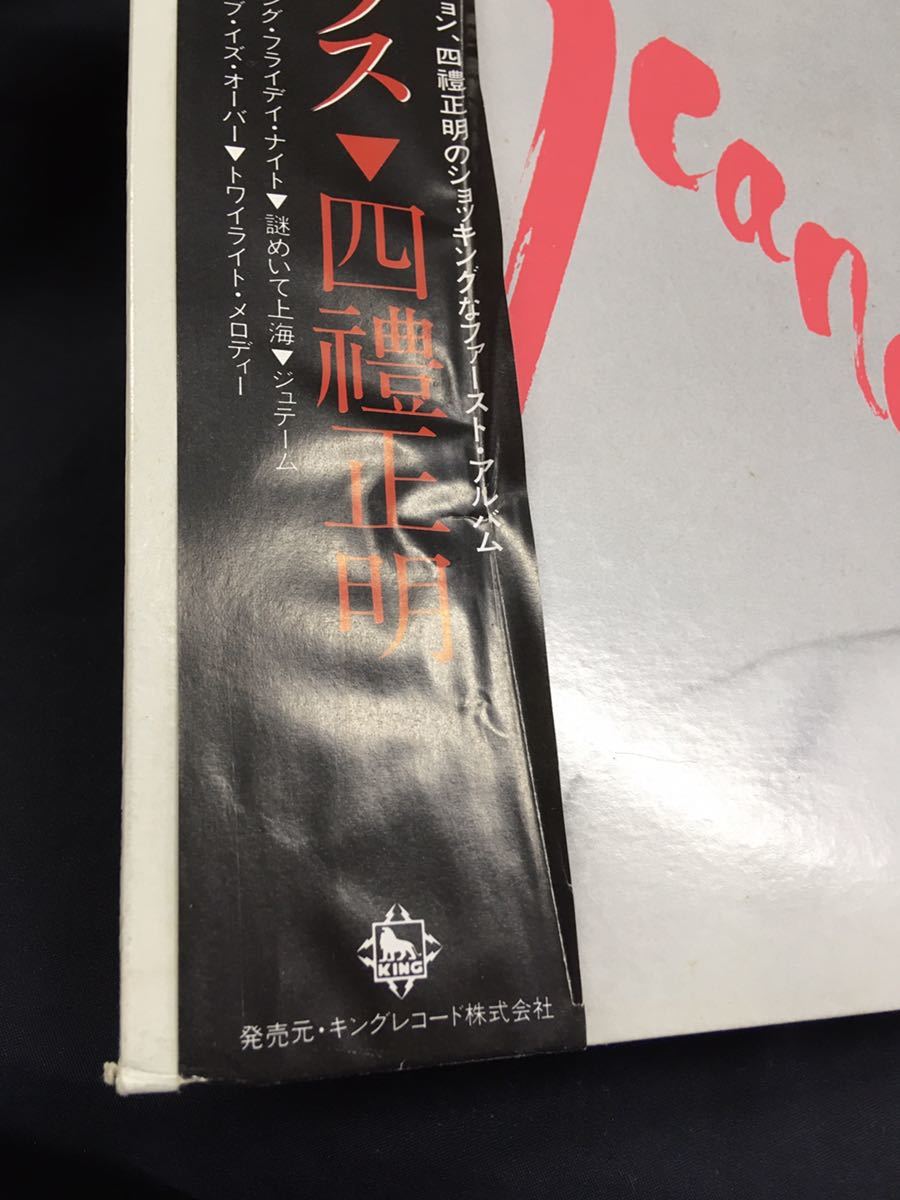 ョン、四禮正明のショッキングなファースト・アルバム
ス▼四禮正明
ング・フライデイ・ナイト▼謎めいて上海▼ジュテーム
ブ・イズ・オーバー▼トワイライト・メロディー
Jean
KING
発売元・キングレコード株式会社